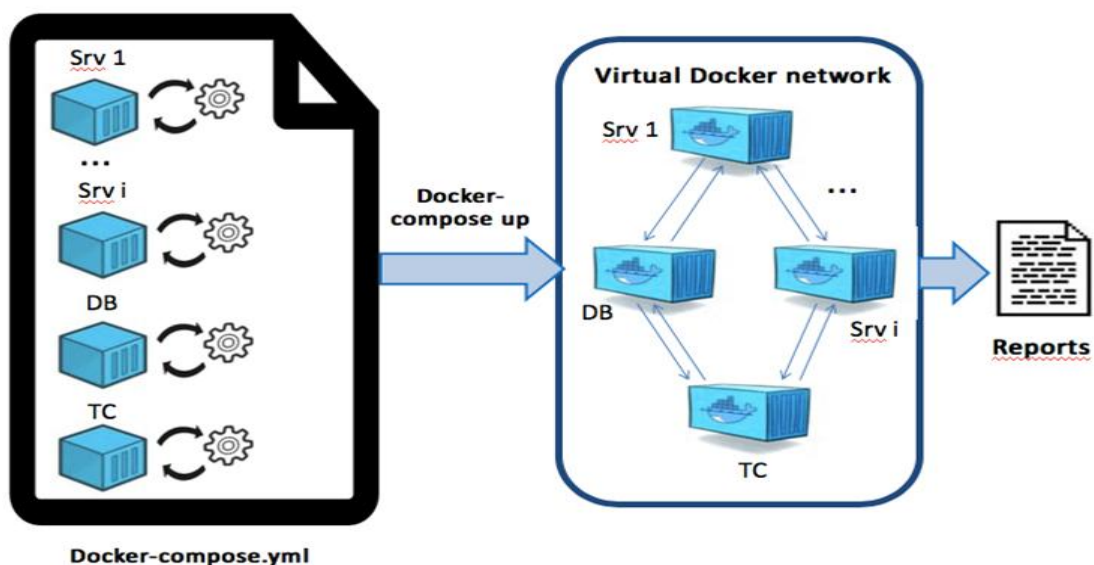 Srv 1
...
Srv i
DB
TC
Docker-compose.yml
Docker-
compose up
Virtual Docker network
Srv 1
...
DB
Srv i
TC
Reports